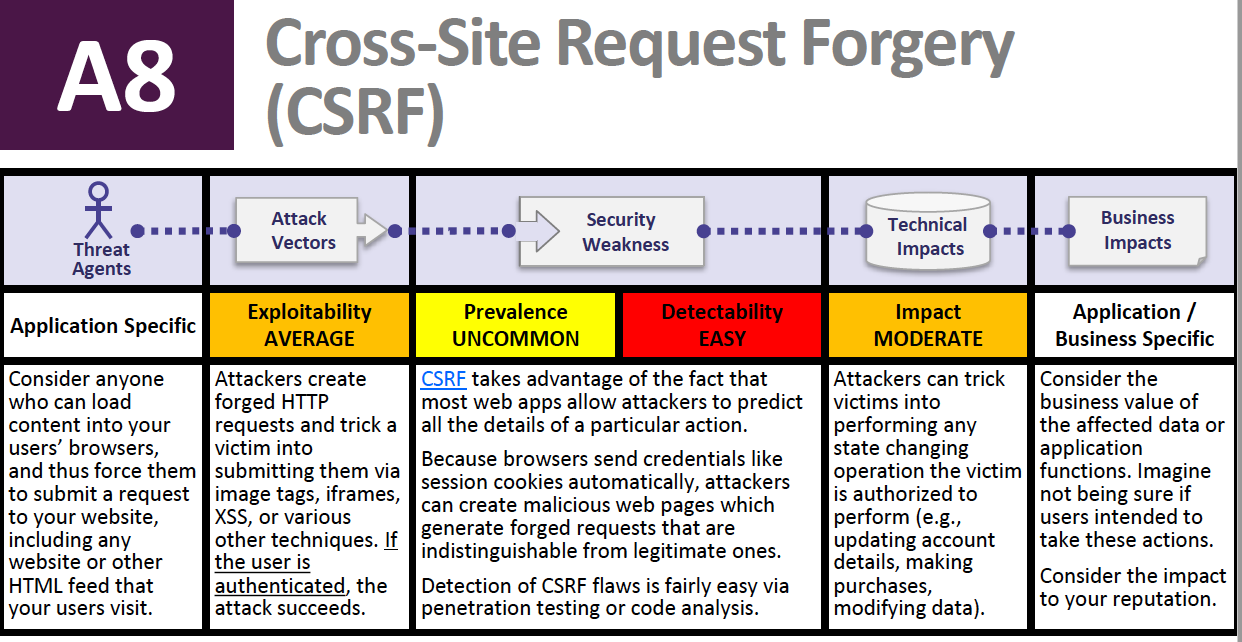 A8
Cross-Site Request Forgery
(CSRF)
Threat
Agents
Attack
Vectors
Security
Weakness
Technical
Impacts
Business
Impacts
Application Specific
Exploitability
AVERAGE
Prevalence
UNCOMMON
Detectability
EASY
Impact
MODERATE
Application /
Business Specific
Consider anyone
who can load
content into your
users’ browsers,
and thus force them
to submit a request
to your website,
including any
website or other
HTML feed that
your users visit.
Attackers create
forged HTTP
requests and trick a
victim into
submitting them via
image tags, iframes,
XSS, or various
other techniques. If
the user is
authenticated, the
attack succeeds.
CSRF takes advantage of the fact that
most web apps allow attackers to predict
all the details of a particular action.
Because browsers send credentials like
session cookies automatically, attackers
can create malicious web pages which
generate forged requests that are
indistinguishable from legitimate ones.
Detection of CSRF flaws is fairly easy via
penetration testing or code analysis.
Attackers can trick
victims into
performing any
state changing
operation the victim
is authorized to
perform (e.g.,
updating account
details, making
purchases,
modifying data).
Consider the
business value of
the affected data or
application
functions. Imagine
not being sure if
users intended to
take these actions.
Consider the impact
to your reputation.